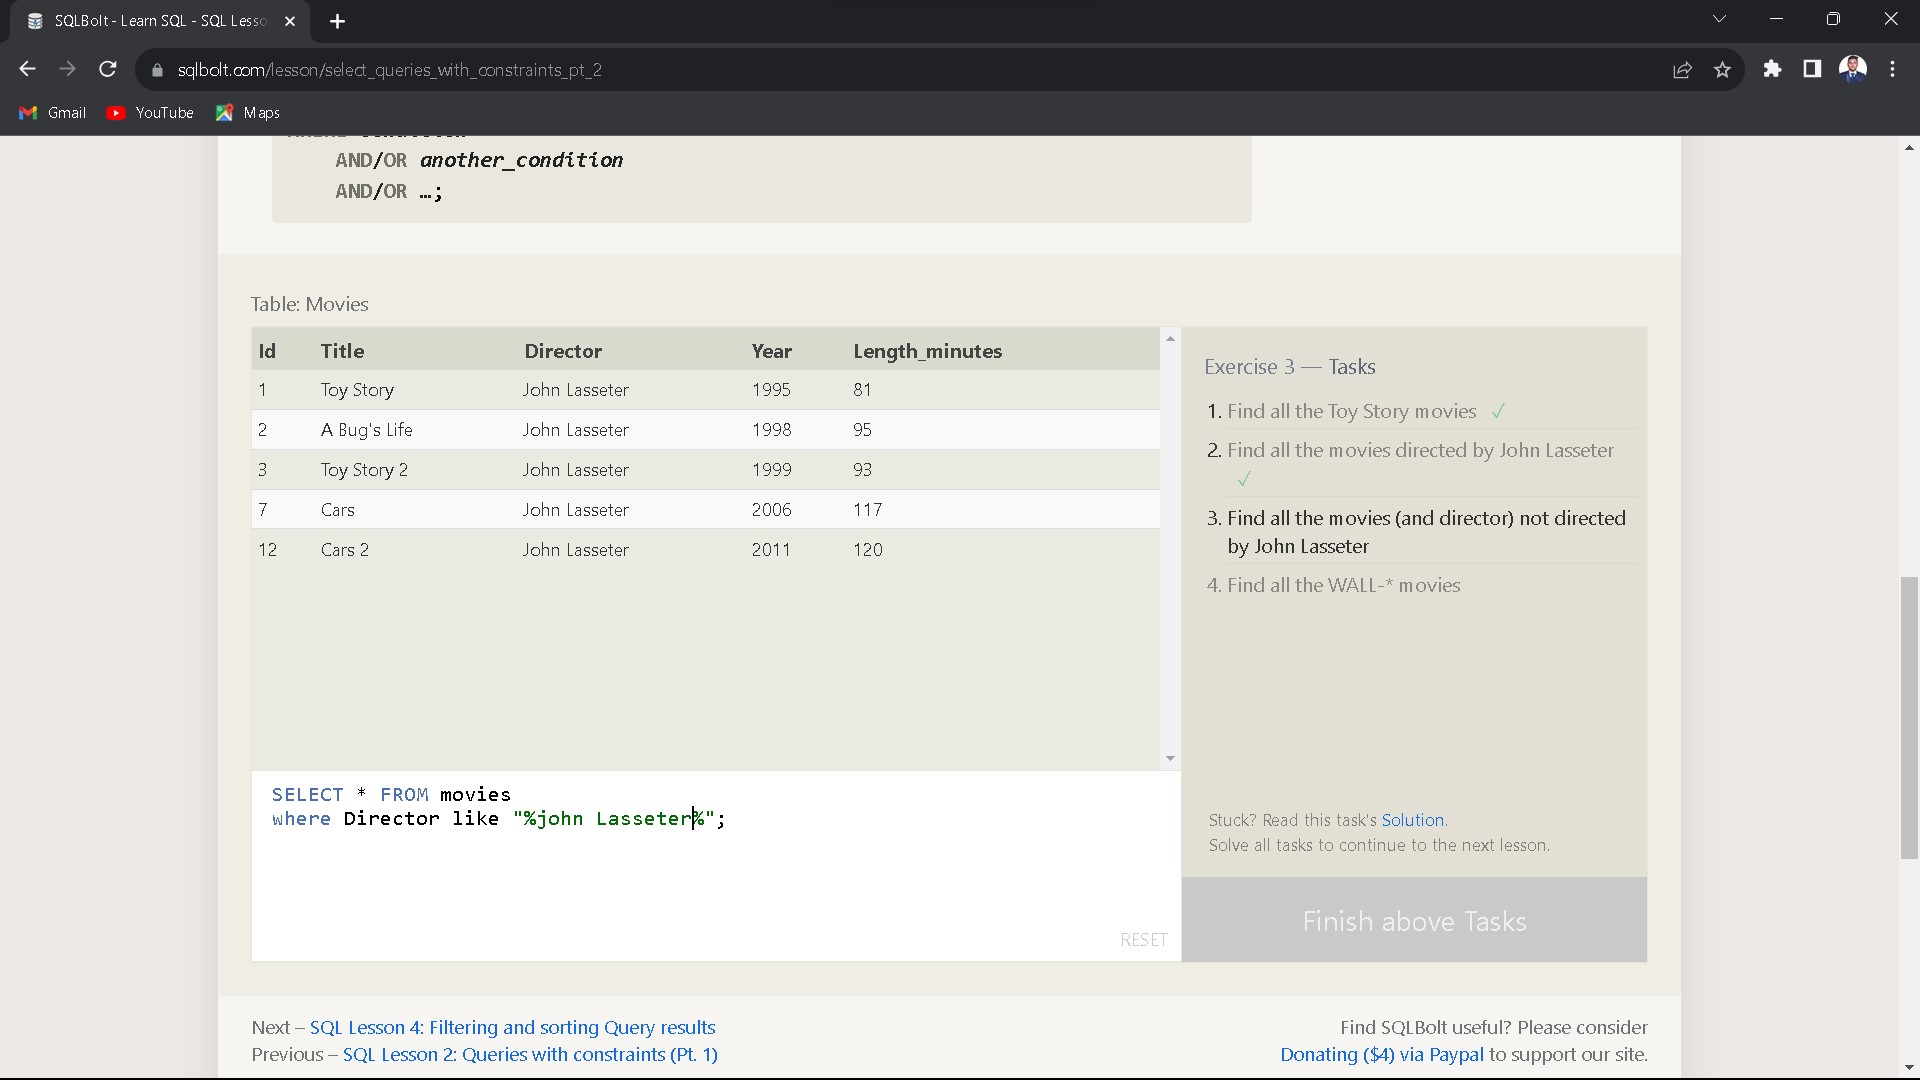 SQLBolt - Learn SQL - SQL Lesso
sqlbolt.com/lesson/select_queries_with_constraints_pt_2
Gmail YouTube Maps
AND/OR another_condition
AND/OR …;
Table: Movies
Id Title Director Year Length_minutes
1 Toy Story John Lasseter 1995 81
2 A Bug's Life John Lasseter 1998 95
3 Toy Story 2 John Lasseter 1999 93
7 Cars John Lasseter 2006 117
12 Cars 2 John Lasseter 2011 120
SELECT * FROM movies
where Director like "%john Lasseter%";
RESET
Exercise 3 — Tasks
1. Find all the Toy Story movies ✓
2. Find all the movies directed by John Lasseter
✓
3. Find all the movies (and director) not directed
by John Lasseter
4. Find all the WALL-* movies
Stuck? Read this task's Solution.
Solve all tasks to continue to the next lesson.
Finish above Tasks
Next – SQL Lesson 4: Filtering and sorting Query results
Previous – SQL Lesson 2: Queries with constraints (Pt. 1)
Find SQLBolt useful? Please consider
Donating ($4) via Paypal to support our site.